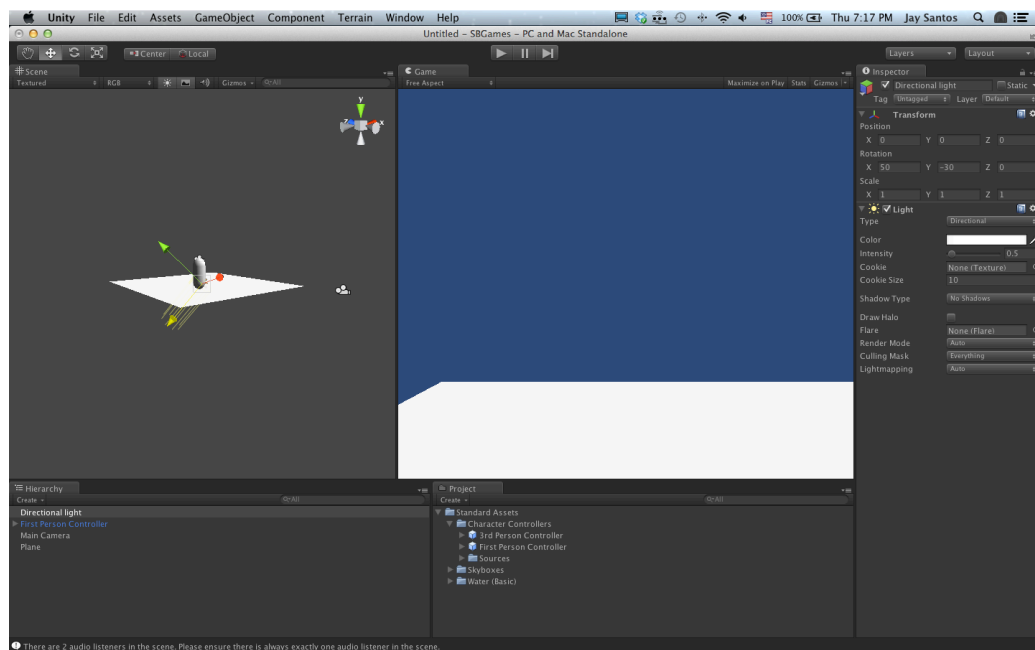 Unity File Edit Assets GameObject Component Terrain Window Help 100% Thu 7:17 PM Jay Santos
Untitled – S8Games – PC and Mac Standalone
Center Local Layers Layout
Scene
Textured RGB Gizmos All
y
z x
Game
Free Aspect Maximize on Play Stats Gizmos
Inspector
Directional light Static
Tag Untagged Layer Default
Transform
Position
X 0 Y 0 Z 0
Rotation
X 50 Y -30 Z 0
Scale
X 1 Y 1 Z 1
Light
Type Directional
Color
Intensity 0.5
Cookie None (Texture)
Cookie Size 10
Shadow Type No Shadows
Draw Halo
Flare None (Flare)
Render Mode Auto
Culling Mask Everything
Lightmapping Auto
Hierarchy
Create All
Directional light
First Person Controller
Main Camera
Plane
Project
Create All
Standard Assets
Character Controllers
3rd Person Controller
First Person Controller
Sources
Skyboxes
Water (Basic)
There are 2 audio listeners in the scene. Please ensure there is always exactly one audio listener in the scene.